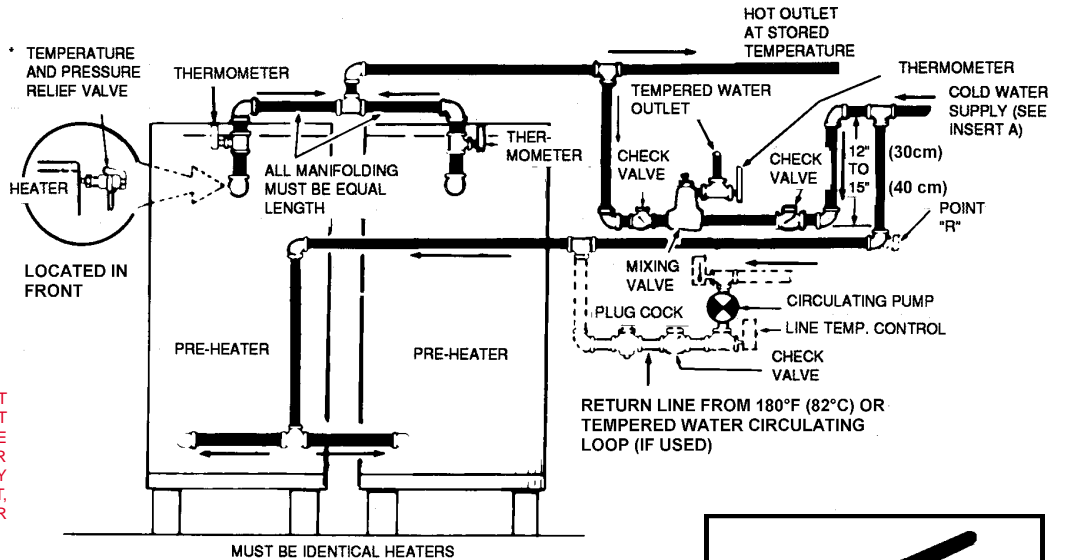 HOT OUTLET
AT STORED
TEMPERATURE
* TEMPERATURE
AND PRESSURE
RELIEF VALVE
THERMOMETER
THERMOMETER
TEMPERED WATER
OUTLET
COLD WATER
SUPPLY (SEE
INSERT A)
THER-
MOMETER
CHECK
VALVE
CHECK
VALVE
12"
TO
15"
(30cm)
(40 cm)
HEATER
ALL MANIFOLDING
MUST BE EQUAL
LENGTH
POINT
"R"
LOCATED IN
FRONT
MIXING
VALVE
CIRCULATING PUMP
PLUG COCK
LINE TEMP. CONTROL
PRE-HEATER
PRE-HEATER
CHECK
VALVE
RETURN LINE FROM 180°F (82°C) OR
TEMPERED WATER CIRCULATING
LOOP (IF USED)
T
T
E
R
Y
T,
R
MUST BE IDENTICAL HEATERS